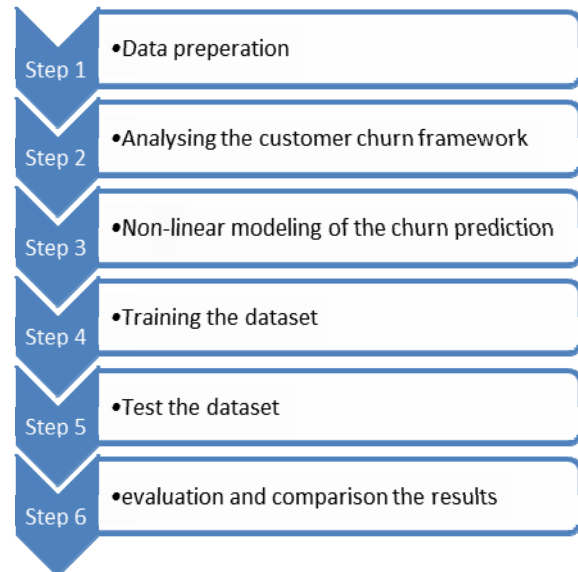 Step 1
•Data preperation
Step 2
•Analysing the customer churn framework
Step 3
•Non-linear modeling of the churn prediction
Step 4
•Training the dataset
Step 5
•Test the dataset
Step 6
•evaluation and comparison the results